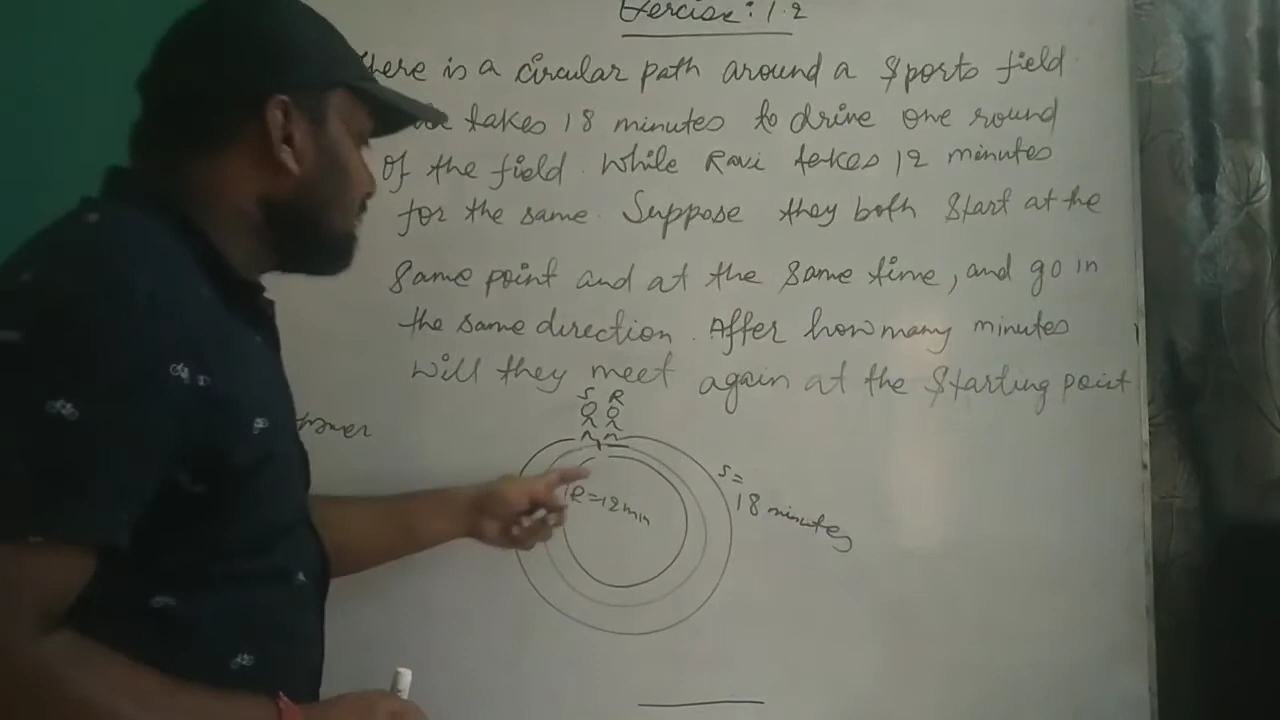 Exercise: 1.2
There is a circular path around a Sports field.
takes 18 minutes to drive one round
of the field. While Ravi takes 12 minutes
for the same. Suppose they both Start at the
Same point and at the same time, and go in
the same direction. After how many minutes
will they meet again at the Starting point
S R
S=
R=12min
18 minutes